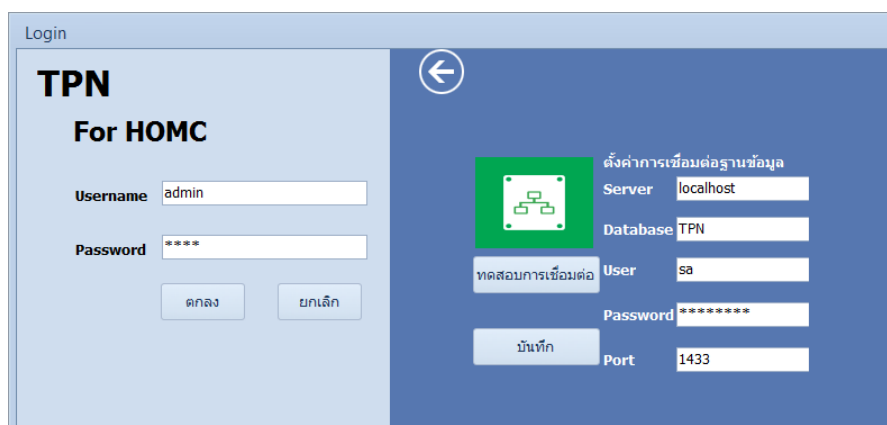 Login
TPN
For HOMC
Username admin
Password ****
ตกลง ยกเลิก
ตั้งค่าการเชื่อมต่อฐานข้อมูล
Server localhost
Database TPN
ทดสอบการเชื่อมต่อ User sa
Password ********
บันทึก
Port 1433